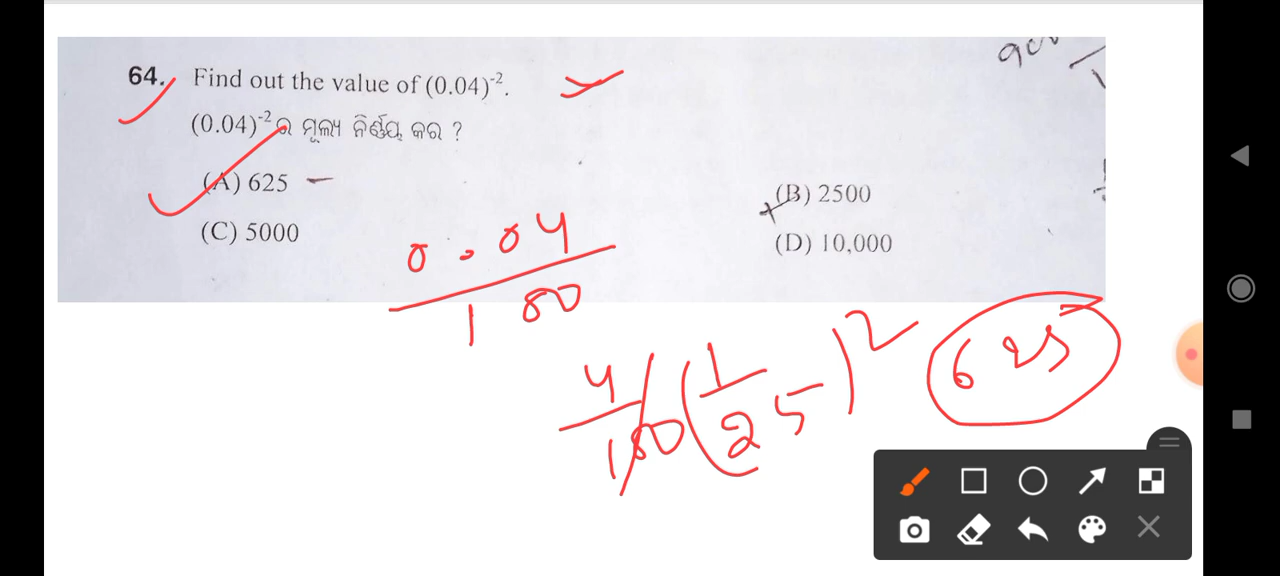 64. Find out the value of (0.04)⁻².
(0.04)⁻² ର ମୂଲ୍ୟ ନିର୍ଣ୍ଣୟ କର ?
(A) 625
(B) 2500
(C) 5000
(D) 10,000
0.04
100
4
100
(1
25)²
625